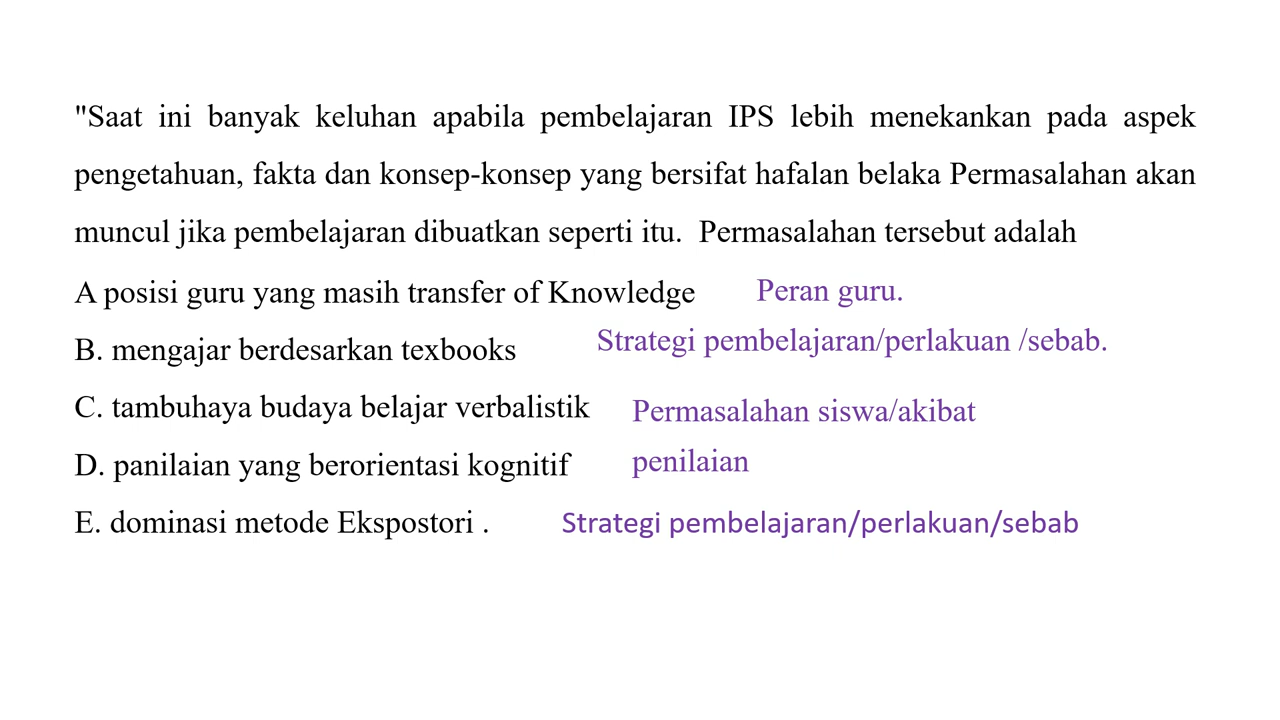 "Saat ini banyak keluhan apabila pembelajaran IPS lebih menekankan pada aspek
pengetahuan, fakta dan konsep-konsep yang bersifat hafalan belaka Permasalahan akan
muncul jika pembelajaran dibuatkan seperti itu.  Permasalahan tersebut adalah
A posisi guru yang masih transfer of Knowledge Peran guru.
B. mengajar berdesarkan texbooks Strategi pembelajaran/perlakuan /sebab.
C. tambuhaya budaya belajar verbalistik Permasalahan siswa/akibat
D. panilaian yang berorientasi kognitif penilaian
E. dominasi metode Ekspostori . Strategi pembelajaran/perlakuan/sebab